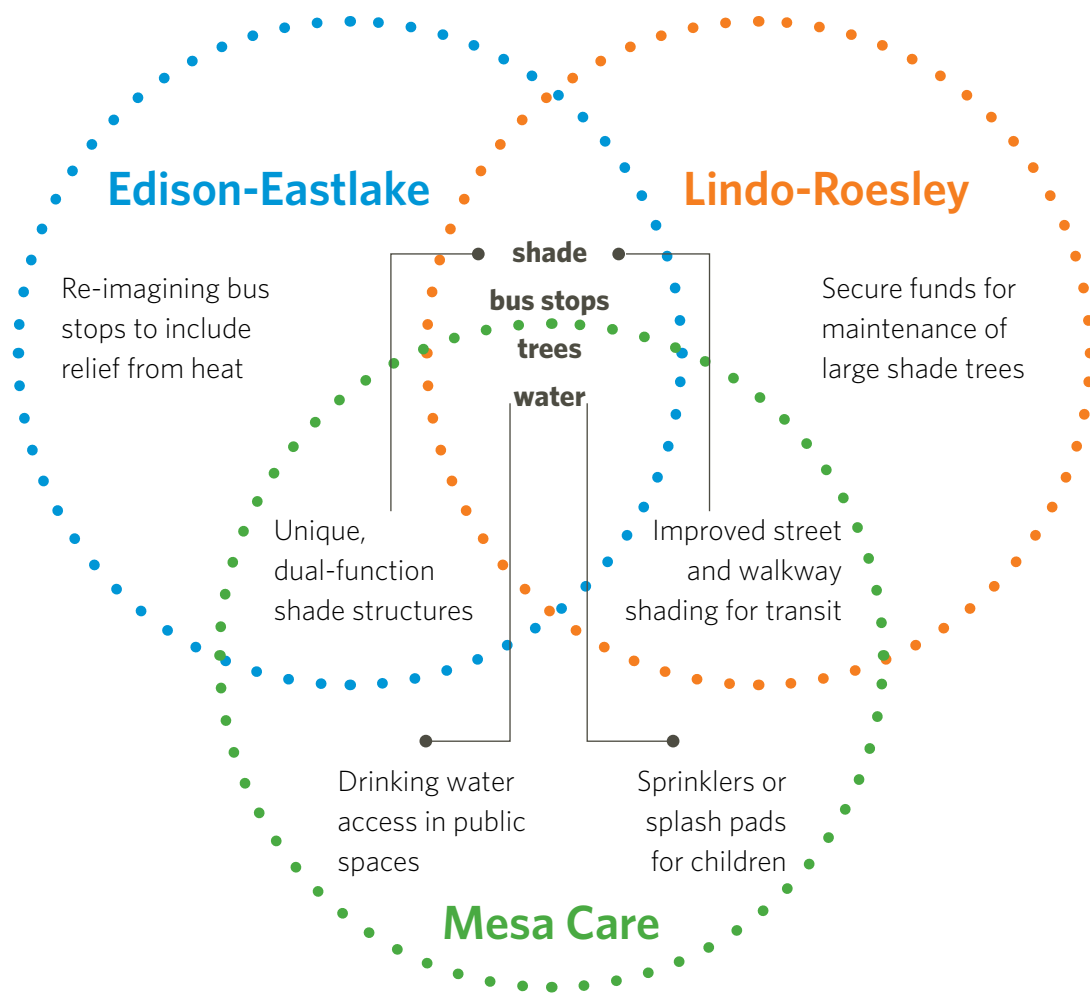 Edison-Eastlake
Lindo-Roesley
Re-imagining bus
stops to include
relief from heat
shade
bus stops
trees
water
Secure funds for
maintenance of
large shade trees
Unique,
dual-function
shade structures
Improved street
and walkway
shading for transit
Drinking water
access in public
spaces
Sprinklers or
splash pads
for children
Mesa Care